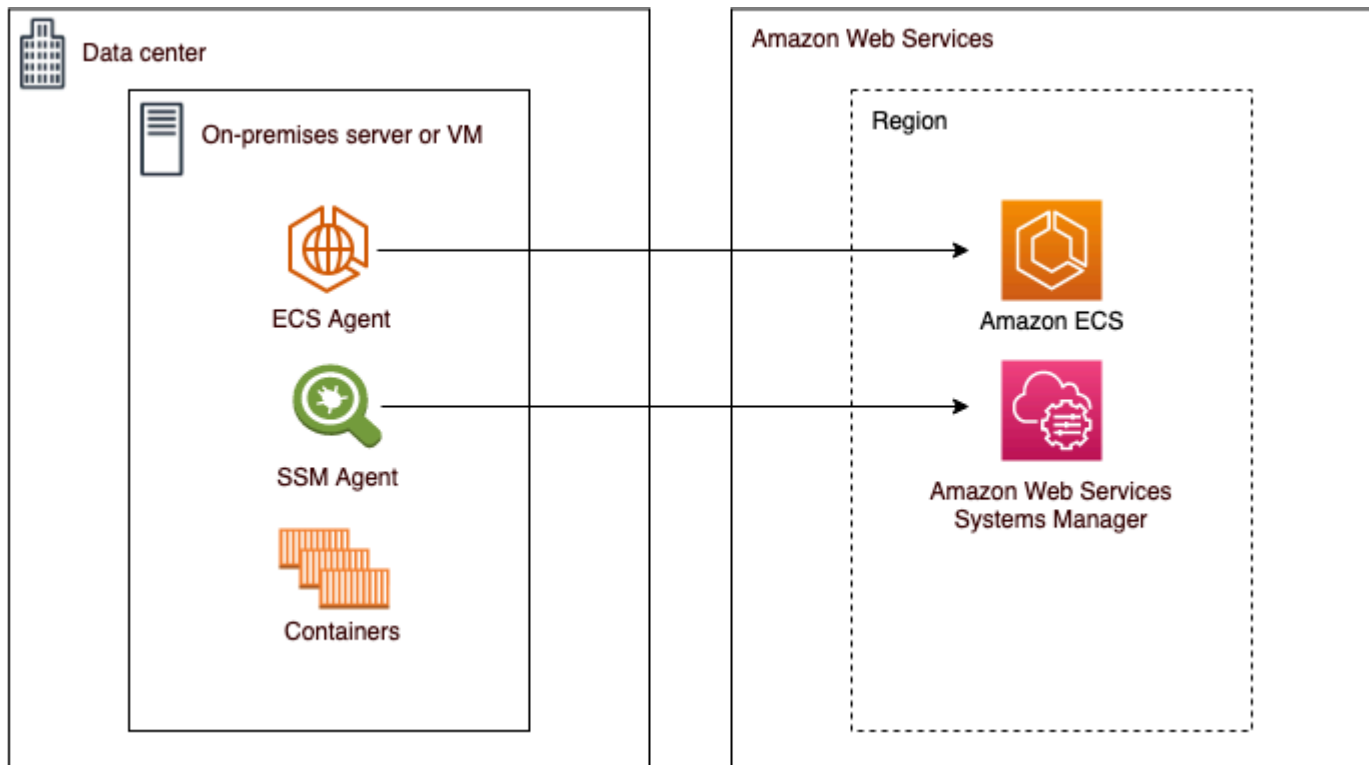 Data center
On-premises server or VM
ECS Agent
SSM Agent
Containers
Amazon Web Services
Region
Amazon ECS
Amazon Web Services
Systems Manager